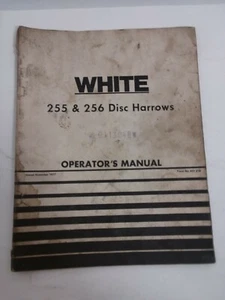 WHITE
255 & 256 Disc Harrows
OPERATOR'S MANUAL